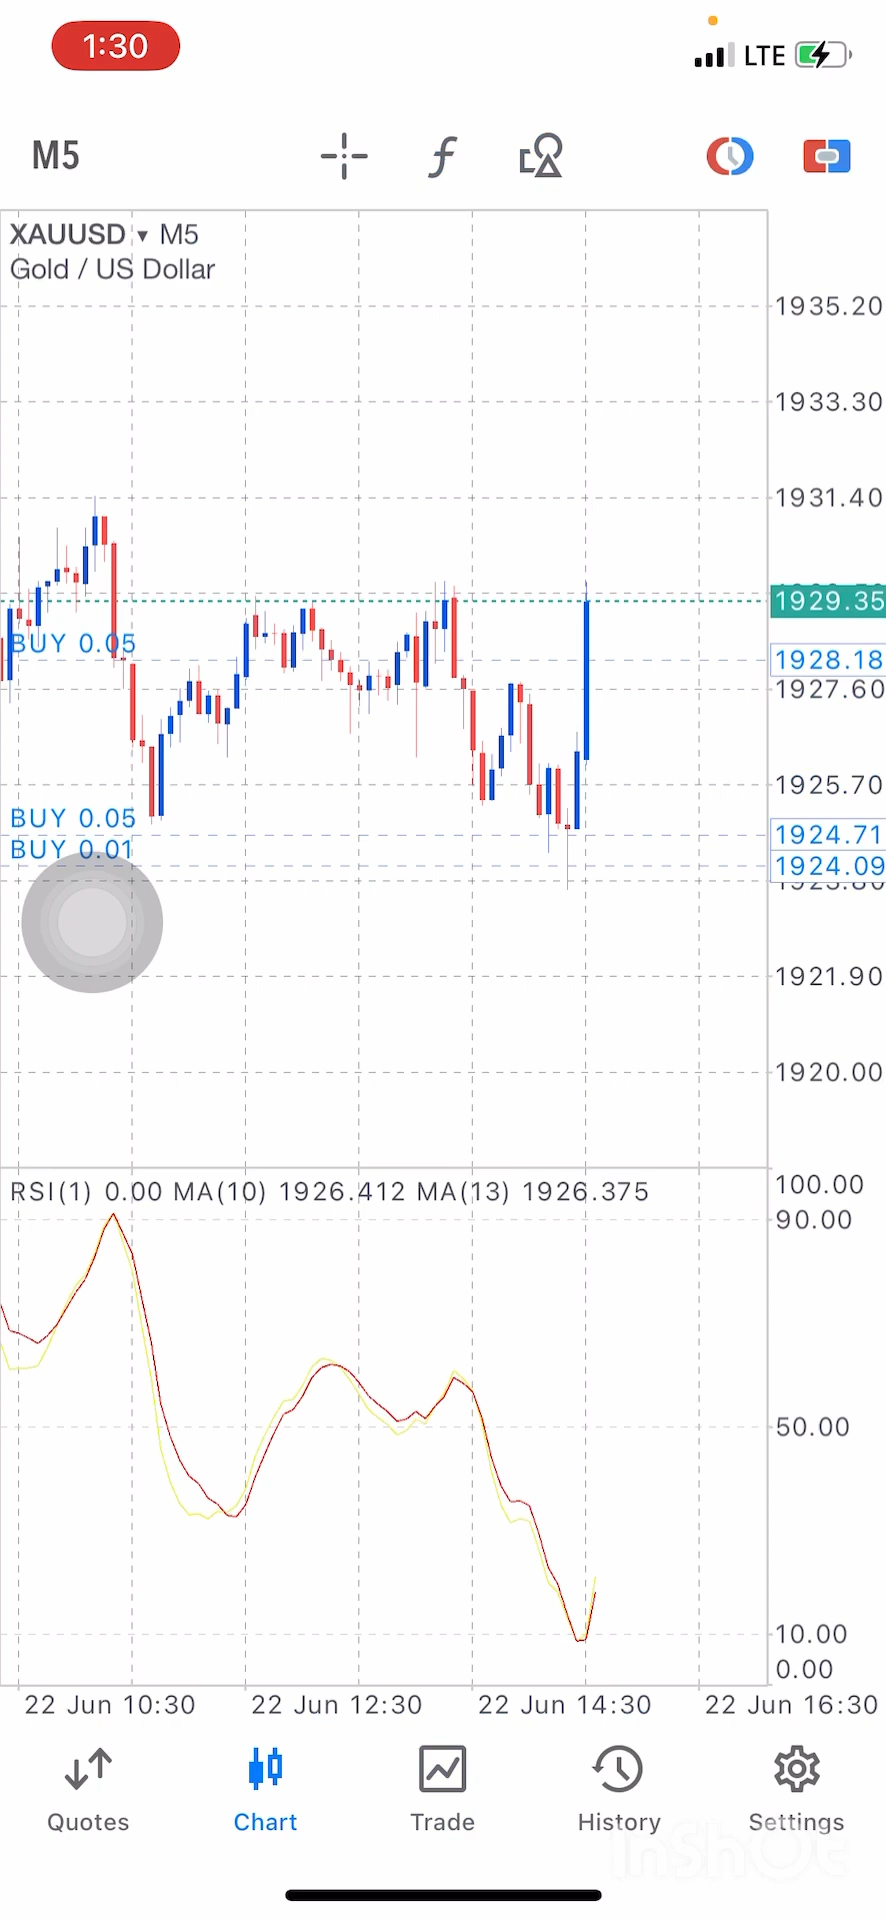 1:30
LTE
M5
XAUUSD ▾ M5
Gold / US Dollar
1935.20
1933.30
1931.40
1929.35
BUY 0.05
1928.18
1927.60
1925.70
BUY 0.05
1924.71
BUY 0.01
1924.09
1921.90
1920.00
RSI(1) 0.00 MA(10) 1926.412 MA(13) 1926.375
100.00
90.00
50.00
10.00
0.00
22 Jun 10:30 22 Jun 12:30 22 Jun 14:30 22 Jun 16:30
Quotes Chart Trade History Settings
InShot